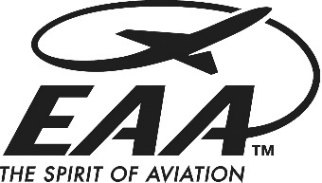 EAA™
THE SPIRIT OF AVIATION